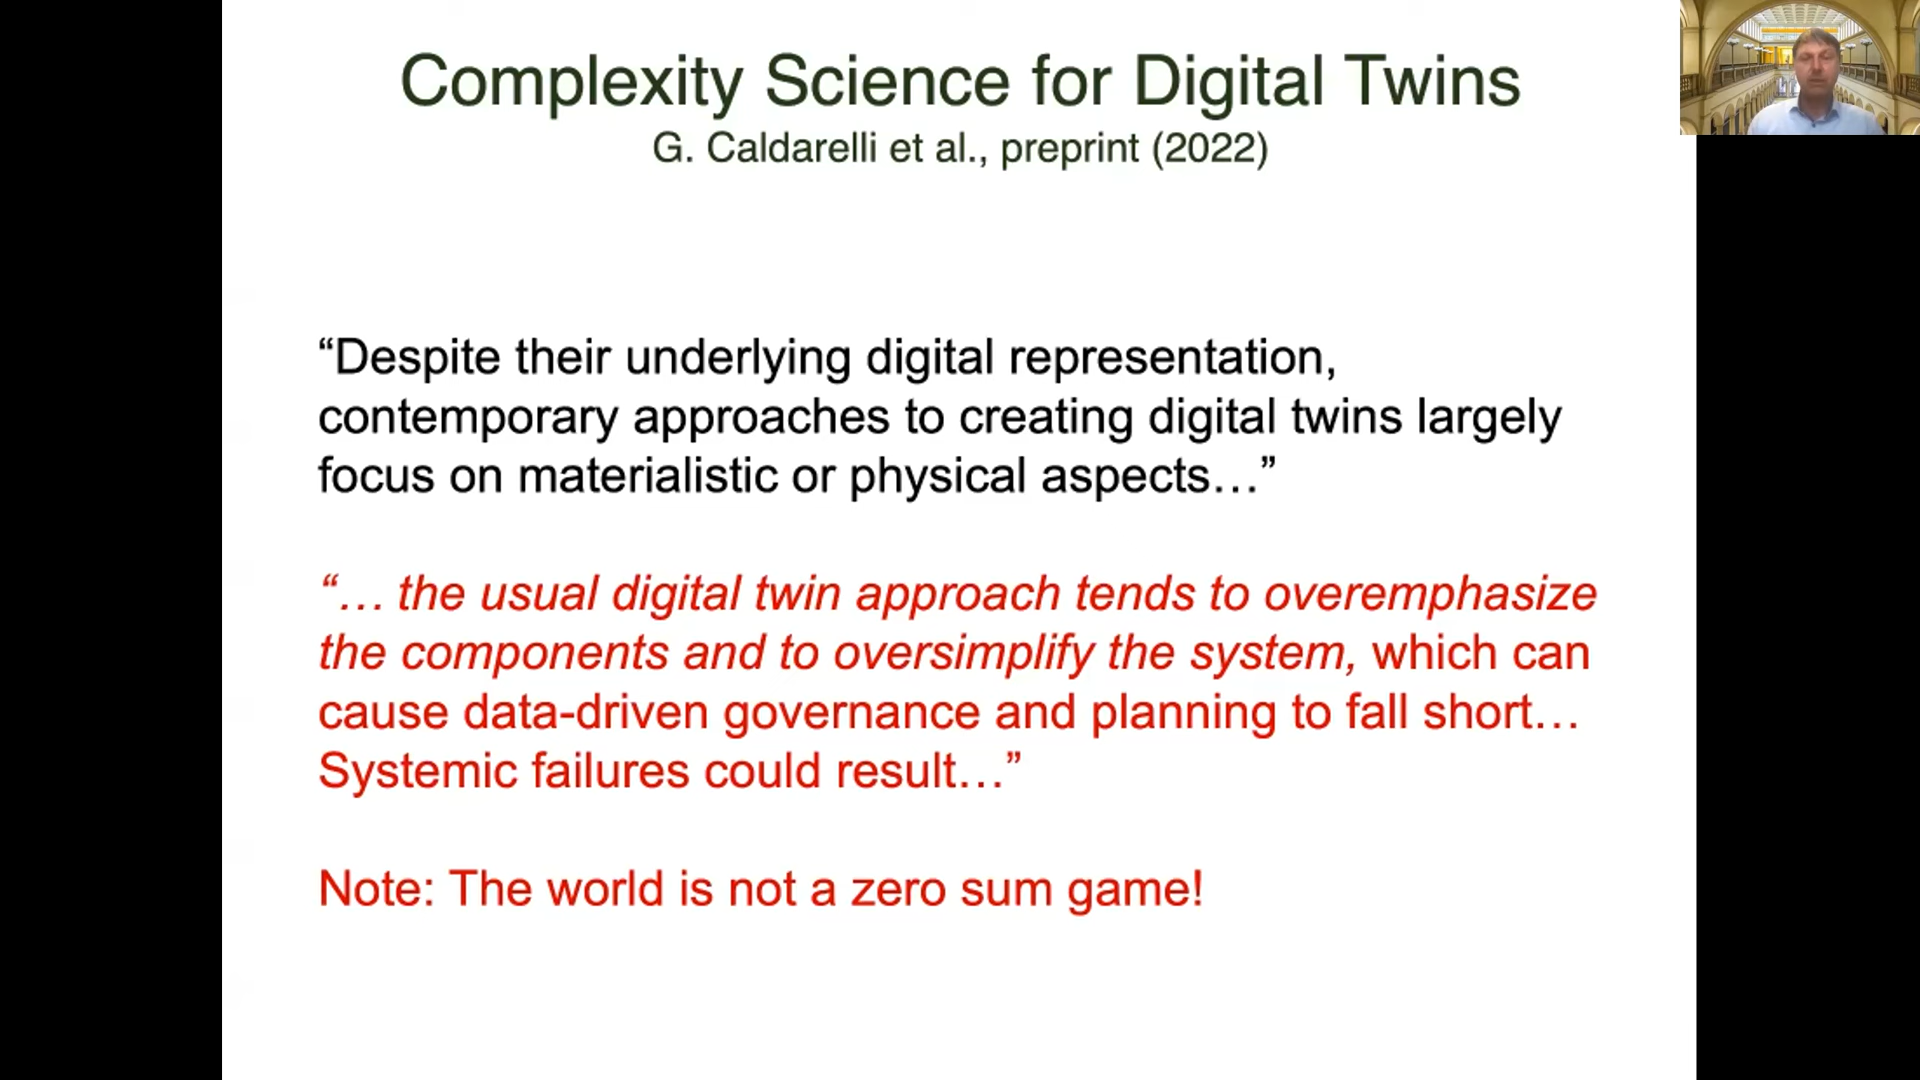 Complexity Science for Digital Twins
G. Caldarelli et al., preprint (2022)
“Despite their underlying digital representation,
contemporary approaches to creating digital twins largely
focus on materialistic or physical aspects…”
“… the usual digital twin approach tends to overemphasize
the components and to oversimplify the system, which can
cause data-driven governance and planning to fall short…
Systemic failures could result…”
Note: The world is not a zero sum game!